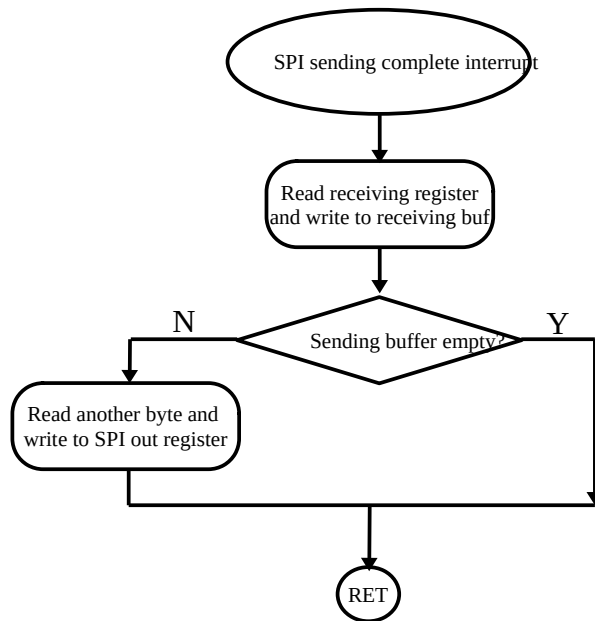 SPI sending complete interrupt
Read receiving register
and write to receiving buf
Sending buffer empty?
N
Y
Read another byte and
write to SPI out register
RET